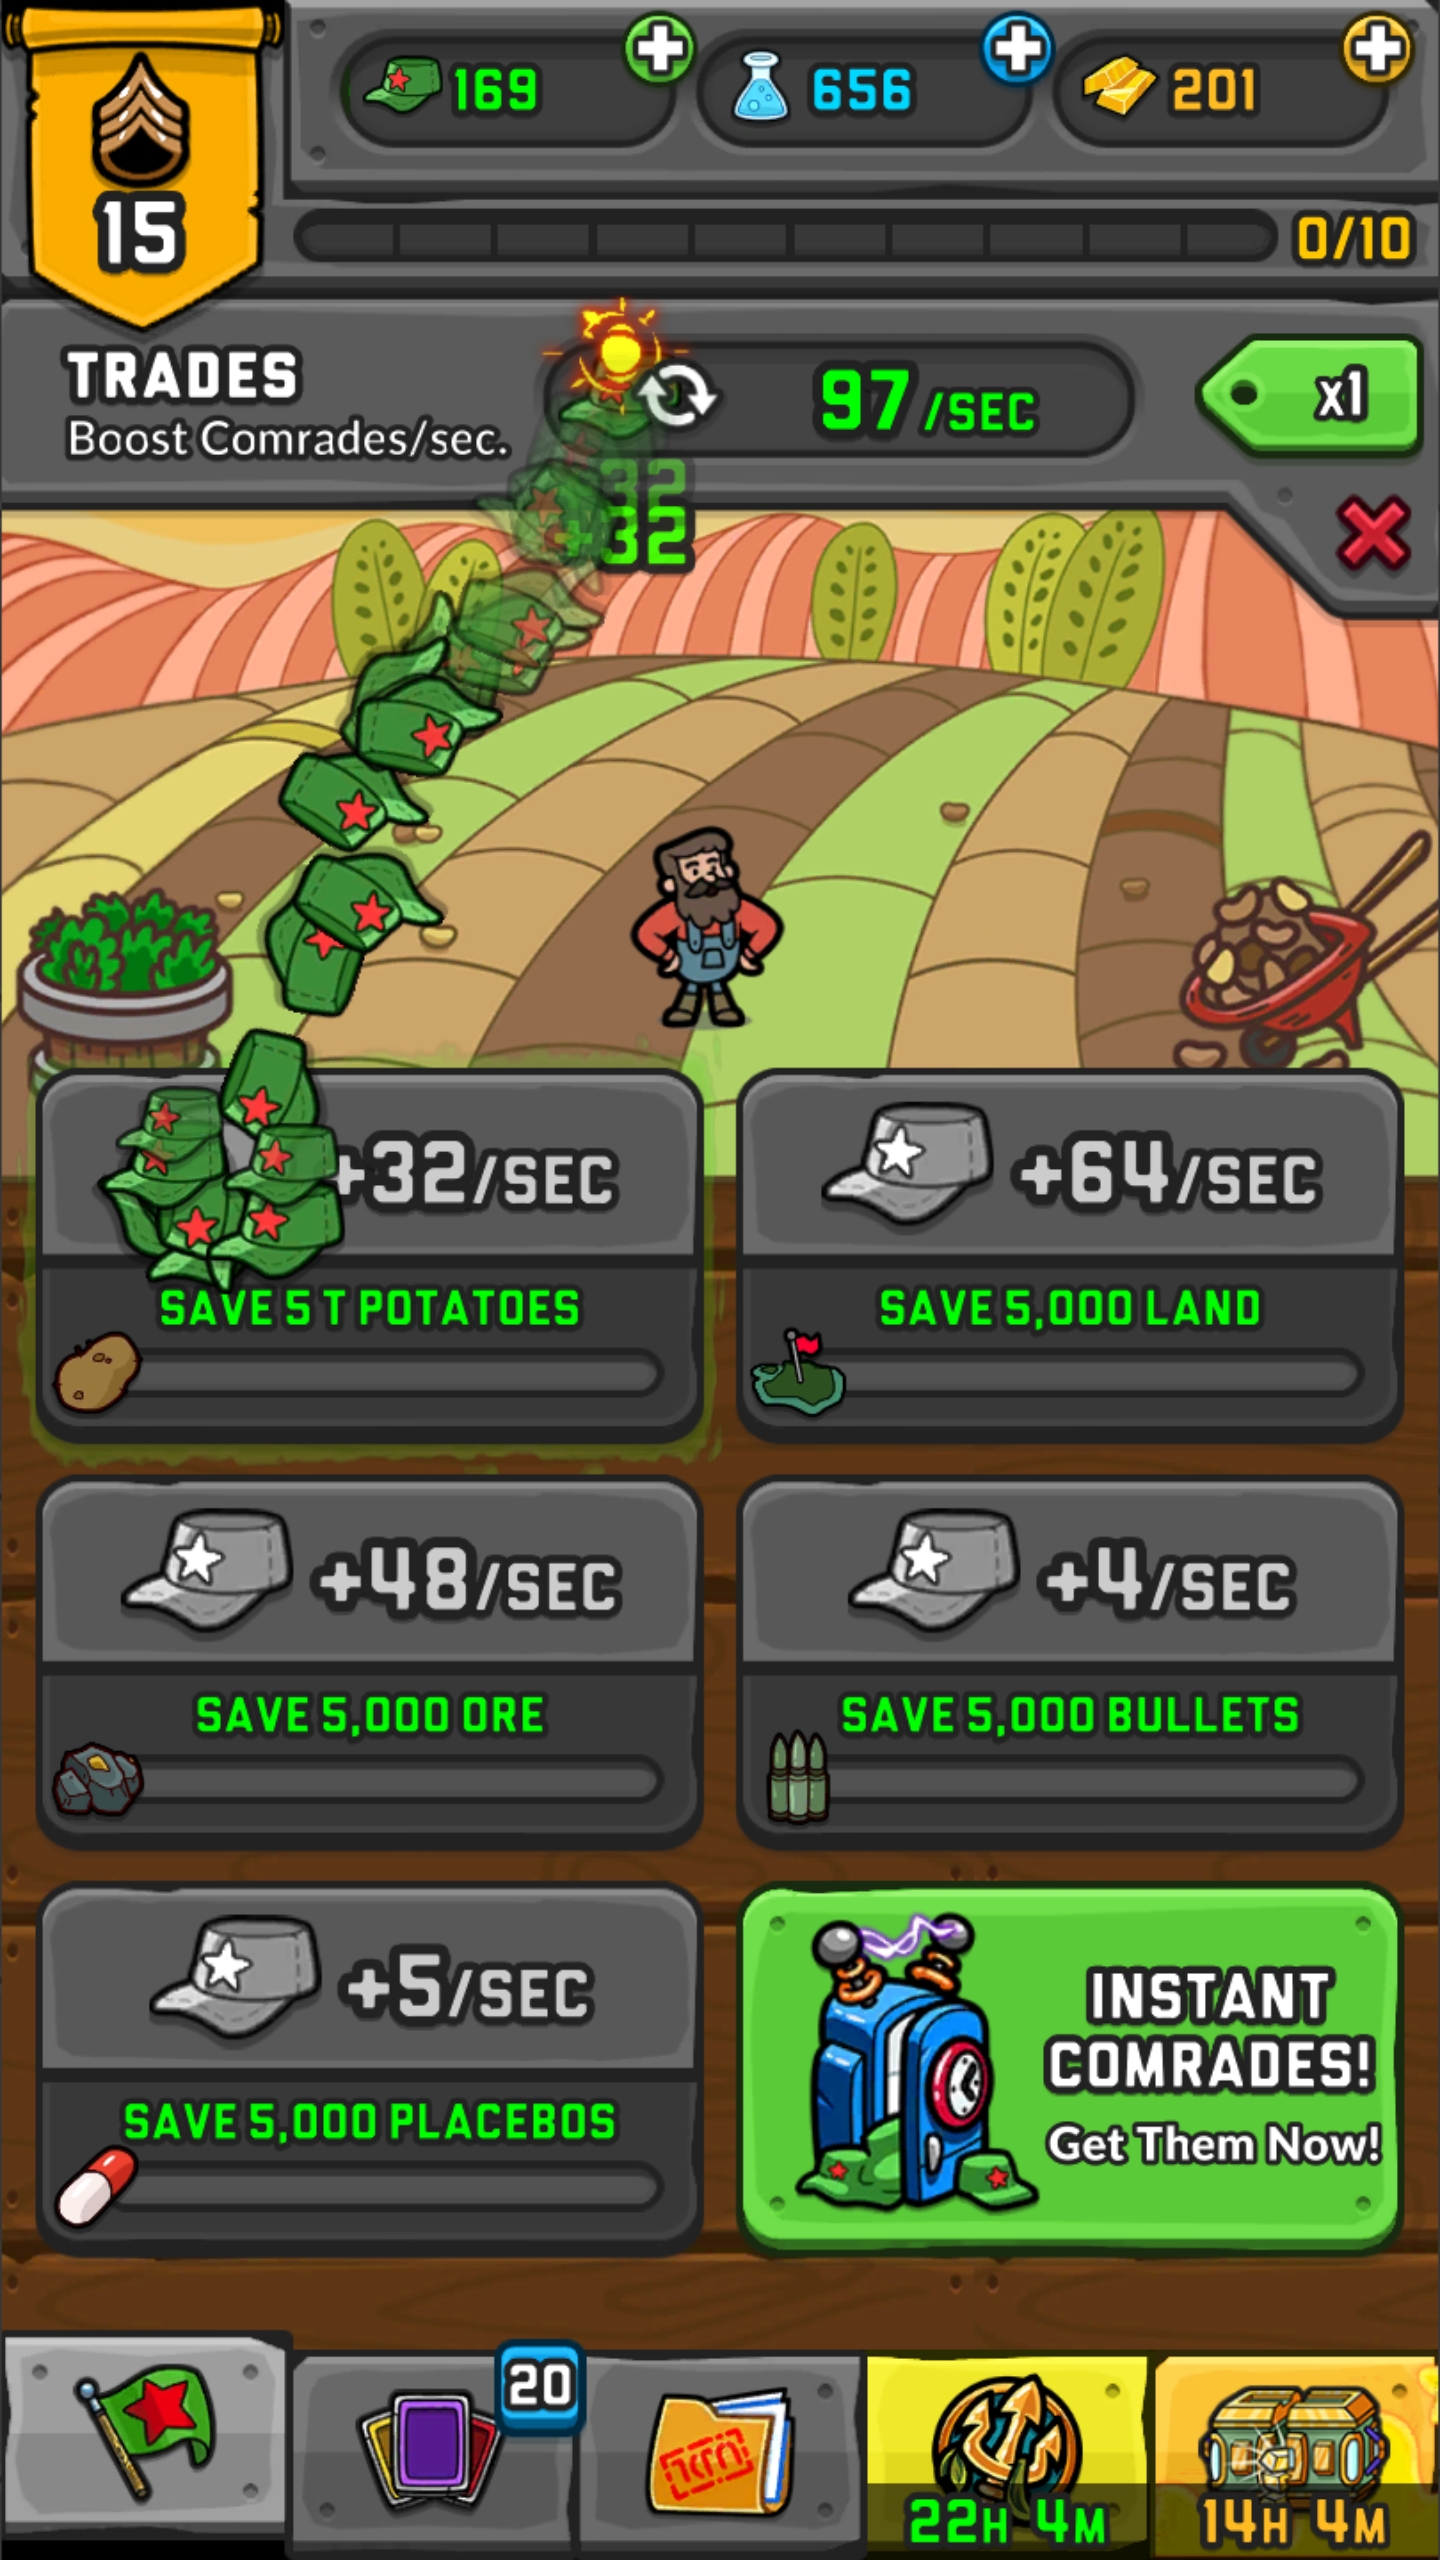 169
656
201
15
0/10
TRADES
Boost Comrades/sec.
97/SEC
x1
32
+32
+32/SEC
+64/SEC
SAVE 5 T POTATOES
SAVE 5,000 LAND
+48/SEC
+4/SEC
SAVE 5,000 ORE
SAVE 5,000 BULLETS
+5/SEC
INSTANT
COMRADES!
SAVE 5,000 PLACEBOS
Get Them Now!
20
22H 4M
14H 4M